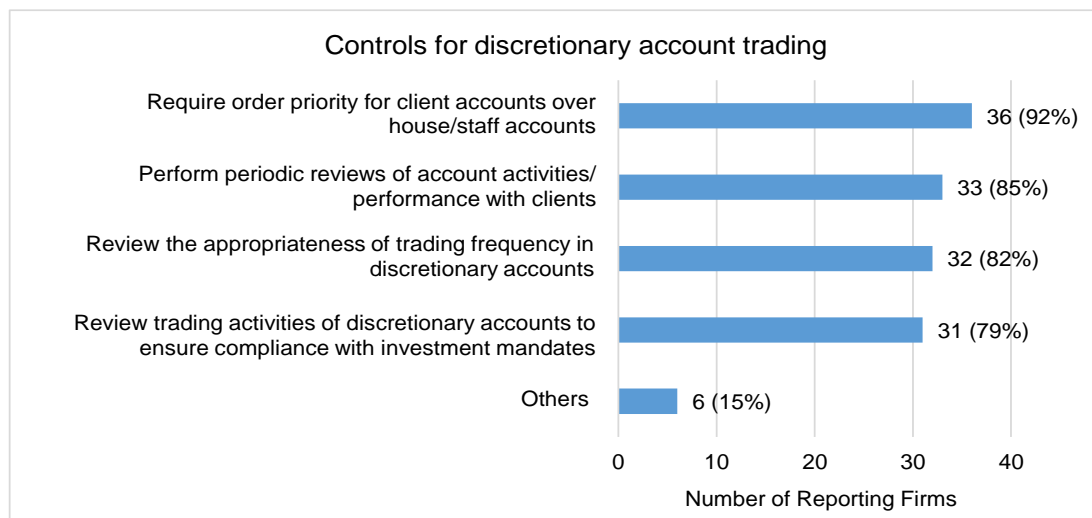 Controls for discretionary account trading
Require order priority for client accounts over
house/staff accounts
36 (92%)
Perform periodic reviews of account activities/
performance with clients
33 (85%)
Review the appropriateness of trading frequency in
discretionary accounts
32 (82%)
Review trading activities of discretionary accounts to
ensure compliance with investment mandates
31 (79%)
Others
6 (15%)
0 10 20 30 40
Number of Reporting Firms